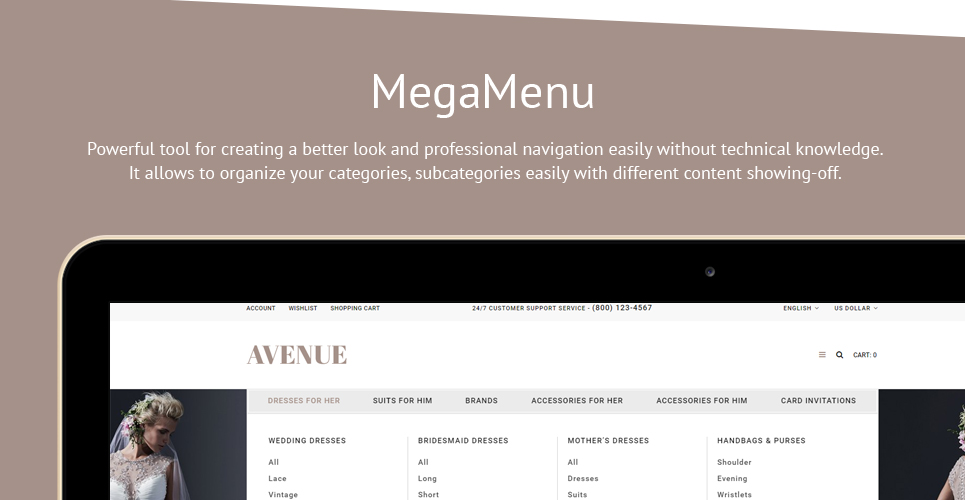 MegaMenu
Powerful tool for creating a better look and professional navigation easily without technical knowledge.
It allows to organize your categories, subcategories easily with different content showing-off.
ACCOUNT WISHLIST SHOPPING CART 24/7 CUSTOMER SUPPORT SERVICE - (800) 123-4567 ENGLISH US DOLLAR
AVENUE CART: 0
DRESSES FOR HER SUITS FOR HIM BRANDS ACCESSORIES FOR HER ACCESSORIES FOR HIM CARD INVITATIONS
WEDDING DRESSES BRIDESMAID DRESSES MOTHER'S DRESSES HANDBAGS & PURSES
All All All Shoulder
Lace Long Dresses Evening
Vintage Short Suits Wristlets